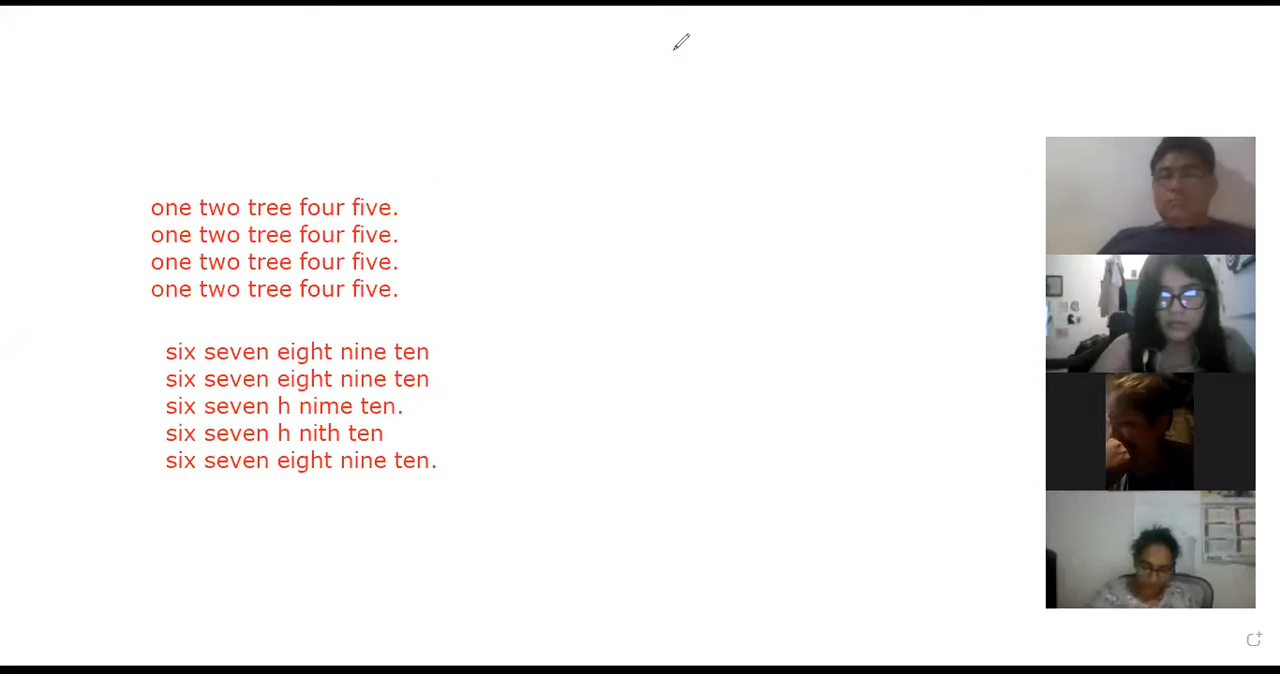 one two tree four five.
one two tree four five.
one two tree four five.
one two tree four five.
six seven eight nine ten
six seven eight nine ten
six seven h nime ten.
six seven h nith ten
six seven eight nine ten.